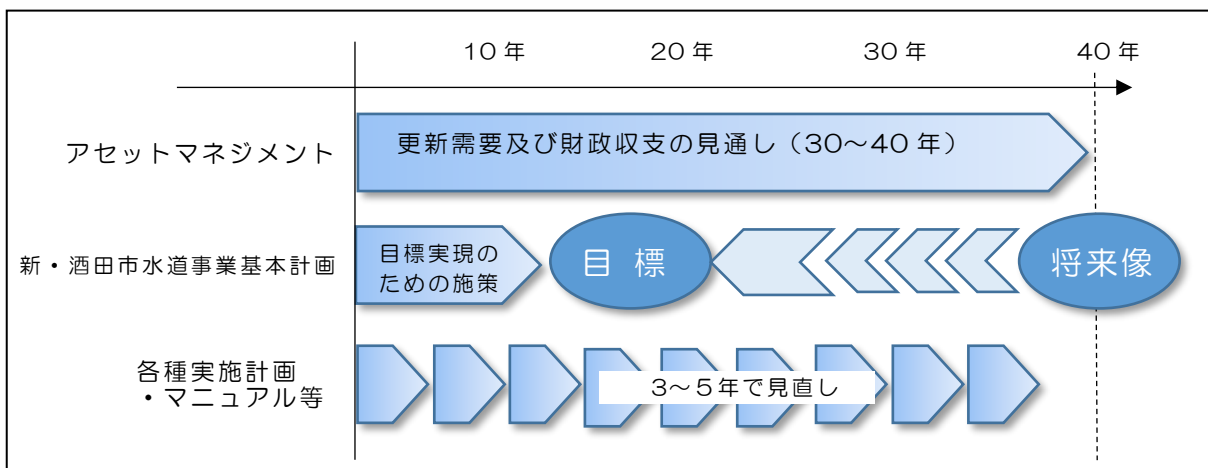 10年
20年
30年
40年
アセットマネジメント
更新需要及び財政収支の見通し（30～40年）
新・酒田市水道事業基本計画
目標実現の
ための施策
目 標
将来像
各種実施計画
・マニュアル等
3～5年で見直し